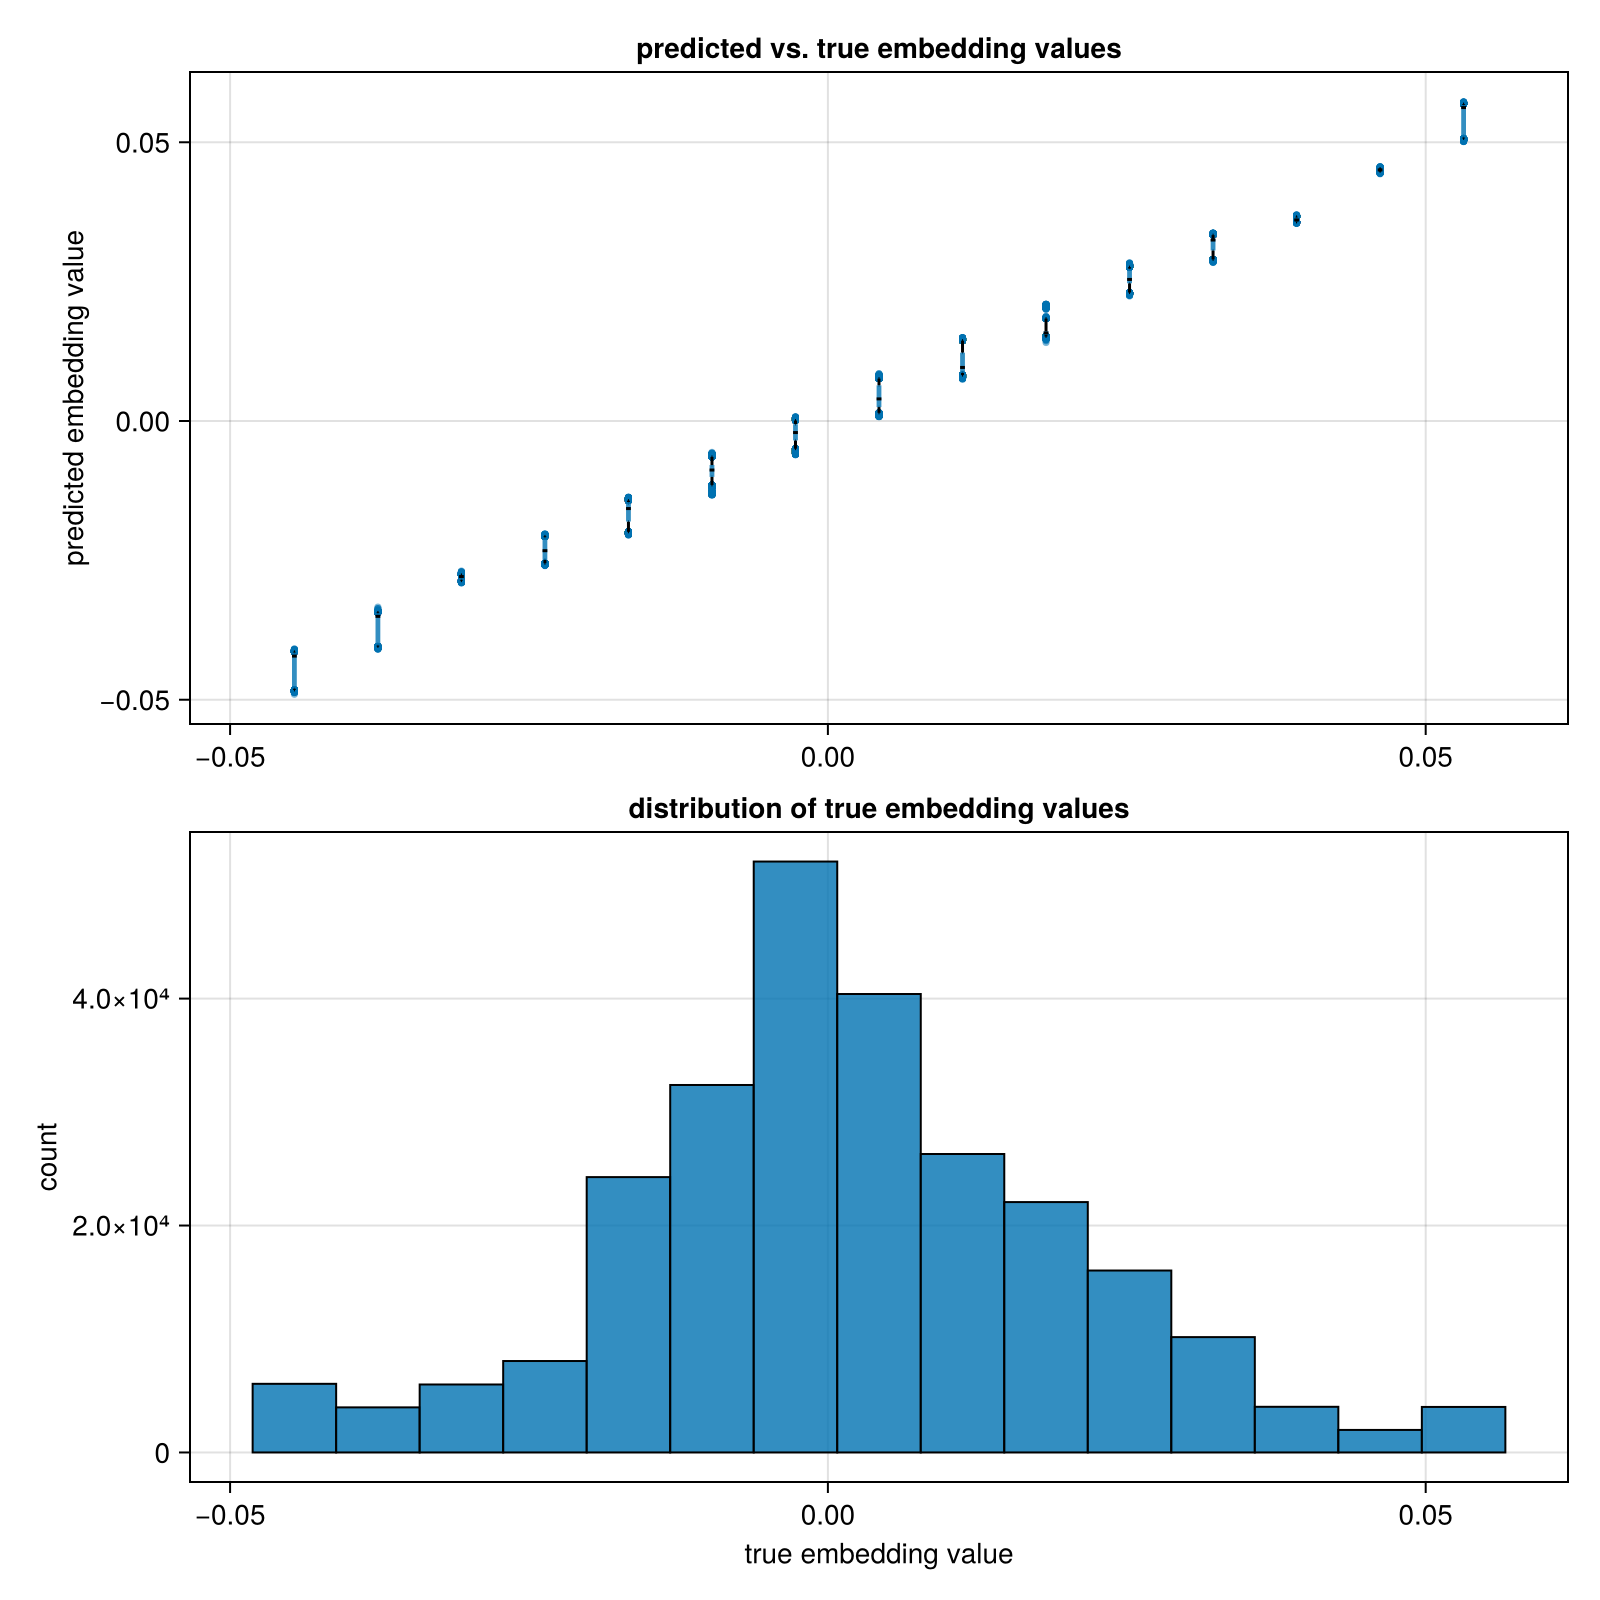 predicted vs. true embedding values
predicted embedding value
0.05
0.00
−0.05
−0.05
0.00
0.05
distribution of true embedding values
count
4.0×10⁴
2.0×10⁴
0
−0.05
0.00
0.05
true embedding value